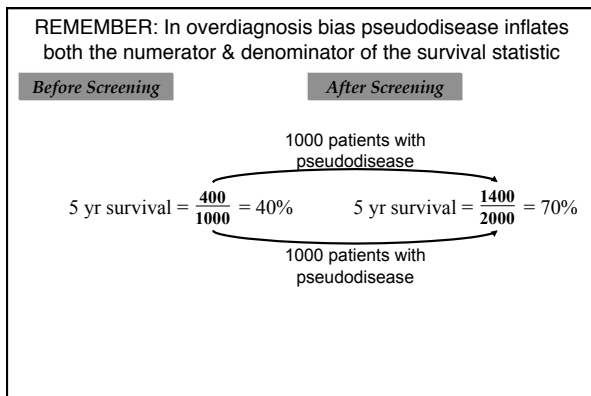 REMEMBER: In overdiagnosis bias pseudodisease inflates
both the numerator & denominator of the survival statistic
Before Screening
After Screening
1000 patients with
pseudodisease
5 yr survival = 400/1000 = 40%
5 yr survival = 1400/2000 = 70%
1000 patients with
pseudodisease